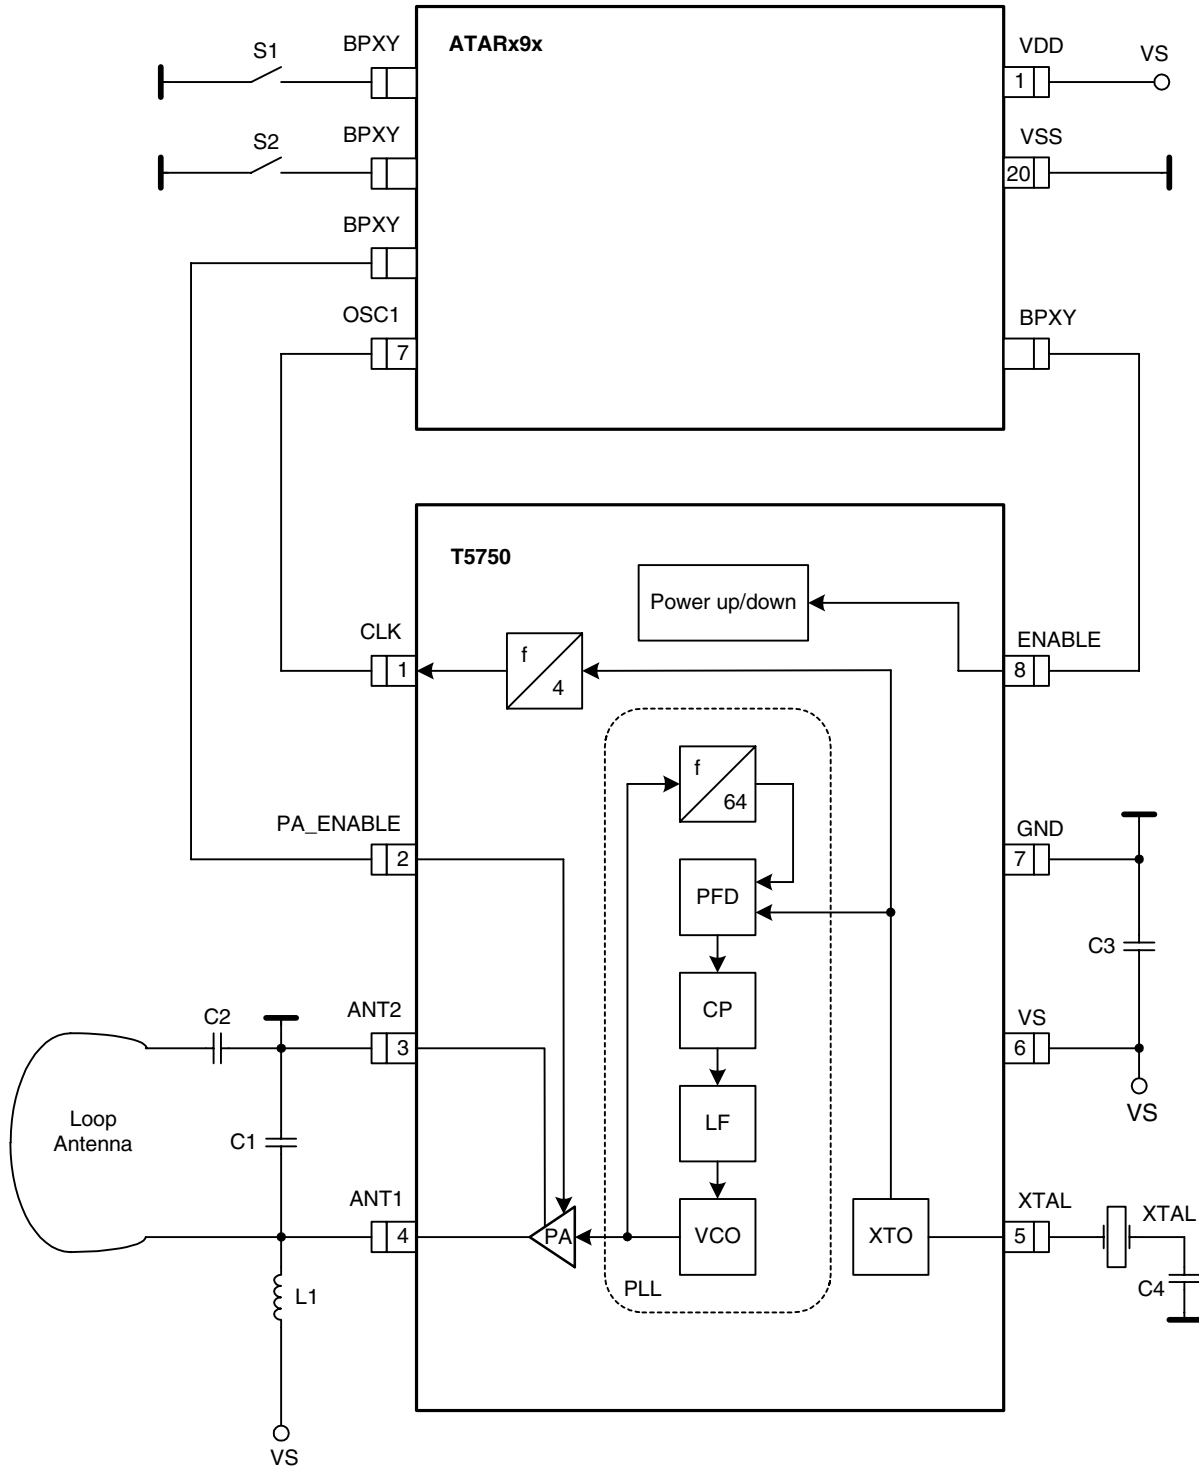 S1
BPXY
ATARx9x
VDD
1
VS
S2
BPXY
VSS
20
BPXY
OSC1
7
BPXY
T5750
Power up/down
CLK
1
f
4
ENABLE
8
f
64
PA_ENABLE
2
GND
7
PFD
C3
C2
ANT2
3
CP
VS
6
VS
Loop
Antenna
C1
LF
ANT1
4
PA
VCO
XTO
XTAL
5
XTAL
PLL
C4
L1
VS